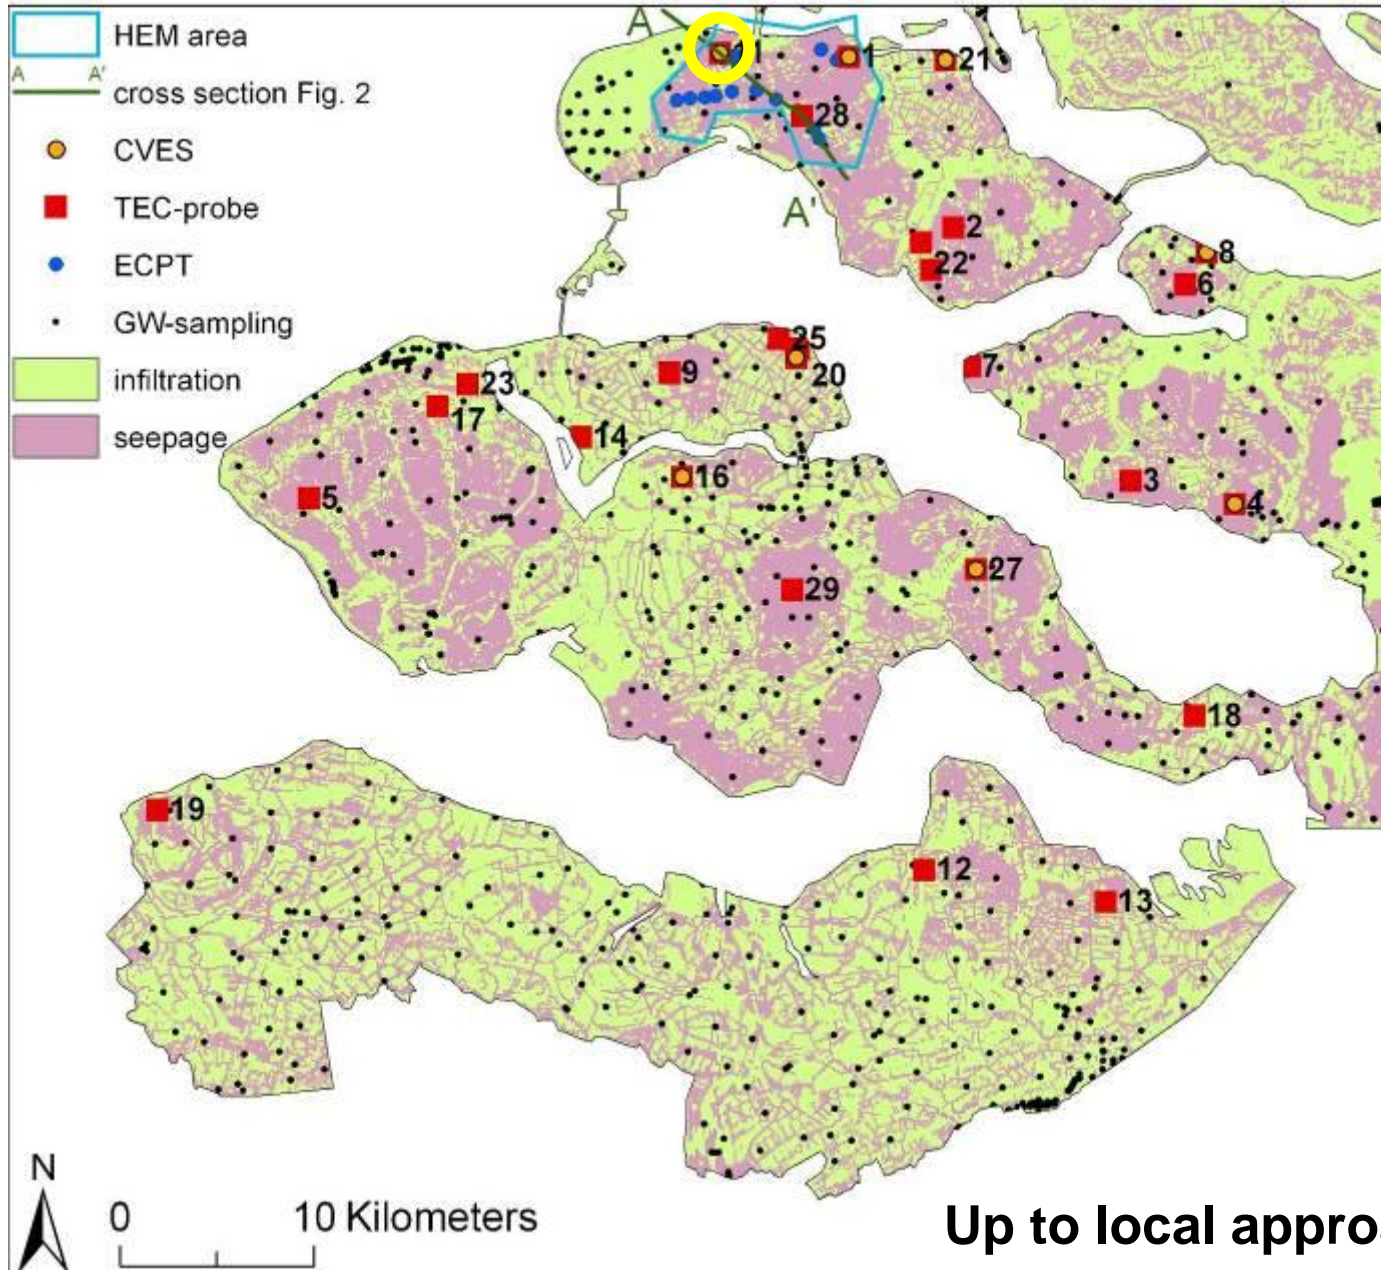 HEM area
A A'
cross section Fig. 2
CVES
TEC-probe
ECPT
GW-sampling
infiltration
seepage
A
11
1
21
28
A'
2
22
8
6
25
20
9
7
23
17
14
16
3
4
5
27
29
18
19
12
13
N
0 10 Kilometers
Up to local approa